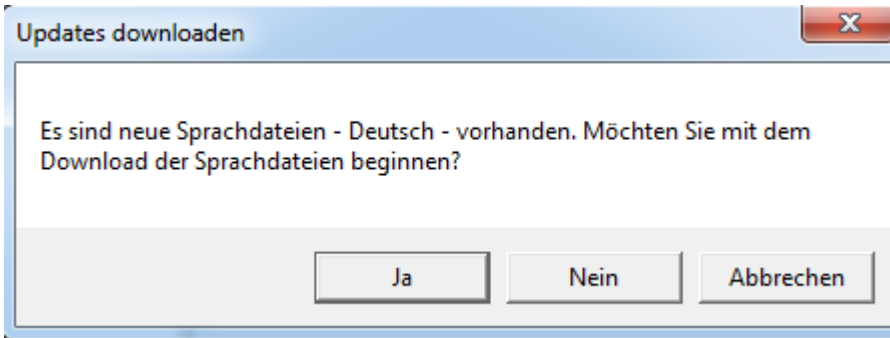 Updates downloaden
Es sind neue Sprachdateien - Deutsch - vorhanden. Möchten Sie mit dem
Download der Sprachdateien beginnen?
Ja
Nein
Abbrechen